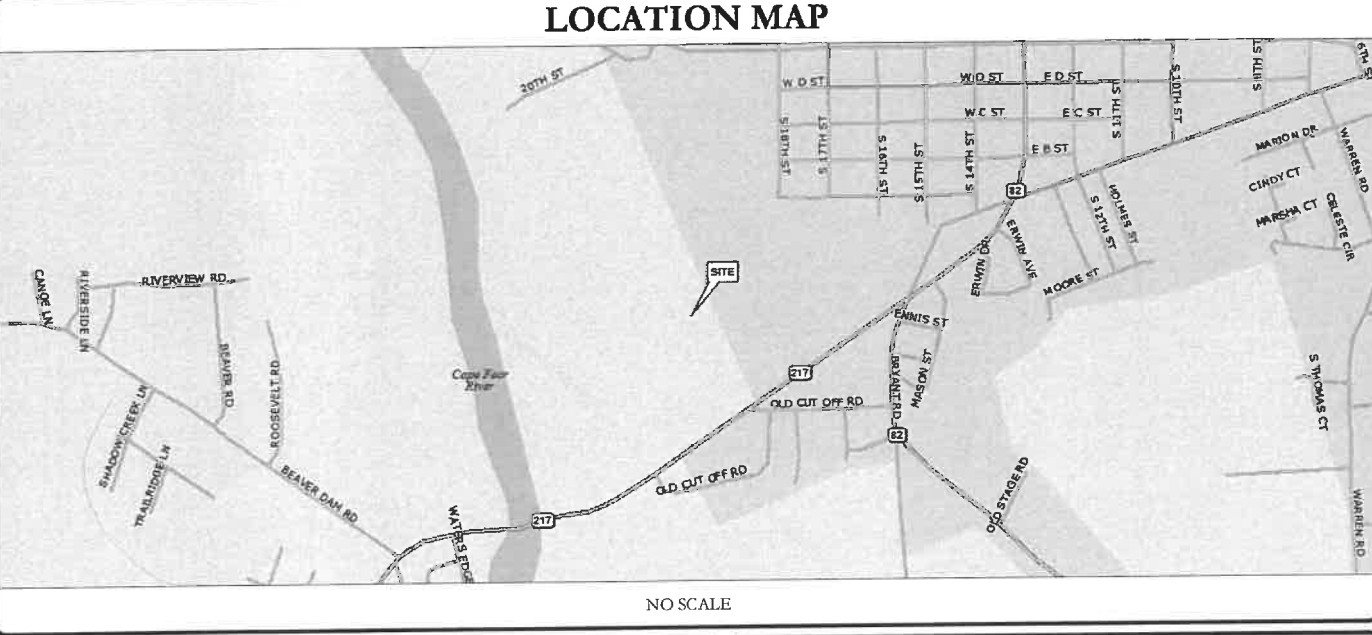 LOCATION MAP
20TH ST
W D ST
W D ST
E D ST
S 10TH ST
6TH S
W C ST
E C ST
S 11TH ST
S 18TH ST
S 17TH ST
S 16TH ST
S 15TH ST
S 14TH ST
E B ST
MARION DR
WARREN RD
CINDY CT
MARSHA CT
CELESTE CIR
82
S 12TH ST
HOLMES ST
ERWIN DR
ERWIN AVE
MOORE ST
SITE
CANOE LN
RIVERSIDE LN
RIVERVIEW RD
ENNIS ST
BEAVER RD
ROOSEVELT RD
Cape Fear
River
217
BRYANT RD
MASON ST
S THOMAS CT
OLD CUT OFF RD
SHADOW CREEK LN
TRAILRIDGE LN
82
OLD CUT OFF RD
BEAVER DAM RD
OLD STAGE RD
WATERS EDGE
217
WARREN RD
NO SCALE